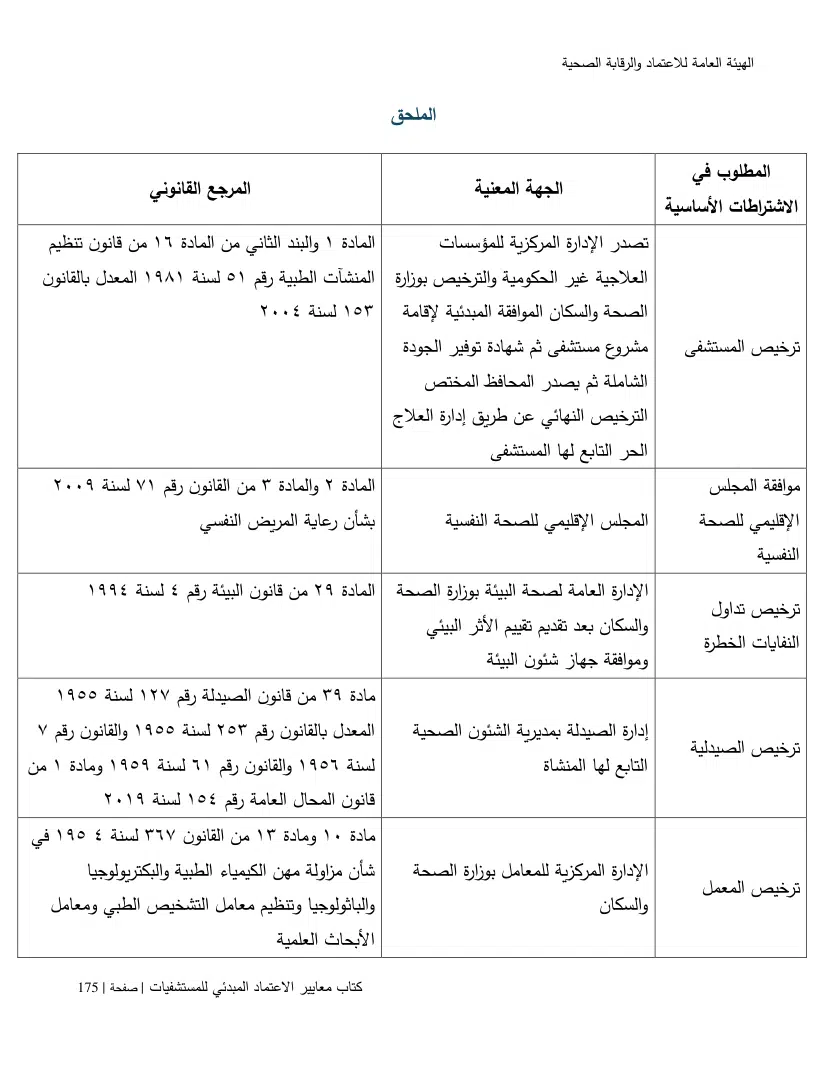 الهيئة العامة للاعتماد والرقابة الصحية
الملحق
المطلوب في
الاشتراطات الأساسية
الجهة المعنية
المرجع القانوني
ترخيص المستشفى
تصدر الإدارة المركزية للمؤسسات
العلاجية غير الحكومية والترخيص بوزارة
الصحة والسكان الموافقة المبدئية لإقامة
مشروع مستشفى ثم شهادة توفير الجودة
الشاملة ثم يصدر المحافظ المختص
الترخيص النهائي عن طريق إدارة العلاج
الحر التابع لها المستشفى
المادة ١ والبند الثاني من المادة ١٦ من قانون تنظيم
المنشآت الطبية رقم ٥١ لسنة ١٩٨١ المعدل بالقانون
١٥٣ لسنة ٢٠٠٤
موافقة المجلس
الإقليمي للصحة
النفسية
المجلس الإقليمي للصحة النفسية
المادة ٢ والمادة ٣ من القانون رقم ٧١ لسنة ٢٠٠٩
بشأن رعاية المريض النفسي
ترخيص تداول
النفايات الخطرة
الإدارة العامة لصحة البيئة بوزارة الصحة
والسكان بعد تقديم تقييم الأثر البيئي
وموافقة جهاز شئون البيئة
المادة ٢٩ من قانون البيئة رقم ٤ لسنة ١٩٩٤
ترخيص الصيدلية
إدارة الصيدلة بمديرية الشئون الصحية
التابع لها المنشاة
مادة ٣٩ من قانون الصيدلة رقم ١٢٧ لسنة ١٩٥٥
المعدل بالقانون رقم ٢٥٣ لسنة ١٩٥٥ والقانون رقم ٧
لسنة ١٩٥٦ والقانون رقم ٦١ لسنة ١٩٥٩ ومادة ١ من
قانون المحال العامة رقم ١٥٤ لسنة ٢٠١٩
ترخيص المعمل
الإدارة المركزية للمعامل بوزارة الصحة
والسكان
مادة ١٠ ومادة ١٣ من القانون ٣٦٧ لسنة ٤ ١٩٥ في
شأن مزاولة مهن الكيمياء الطبية والبكتريولوجيا
والباثولوجيا وتنظيم معامل التشخيص الطبي ومعامل
الأبحاث العلمية
كتاب معايير الاعتماد المبدئي للمستشفيات | صفحة | 175